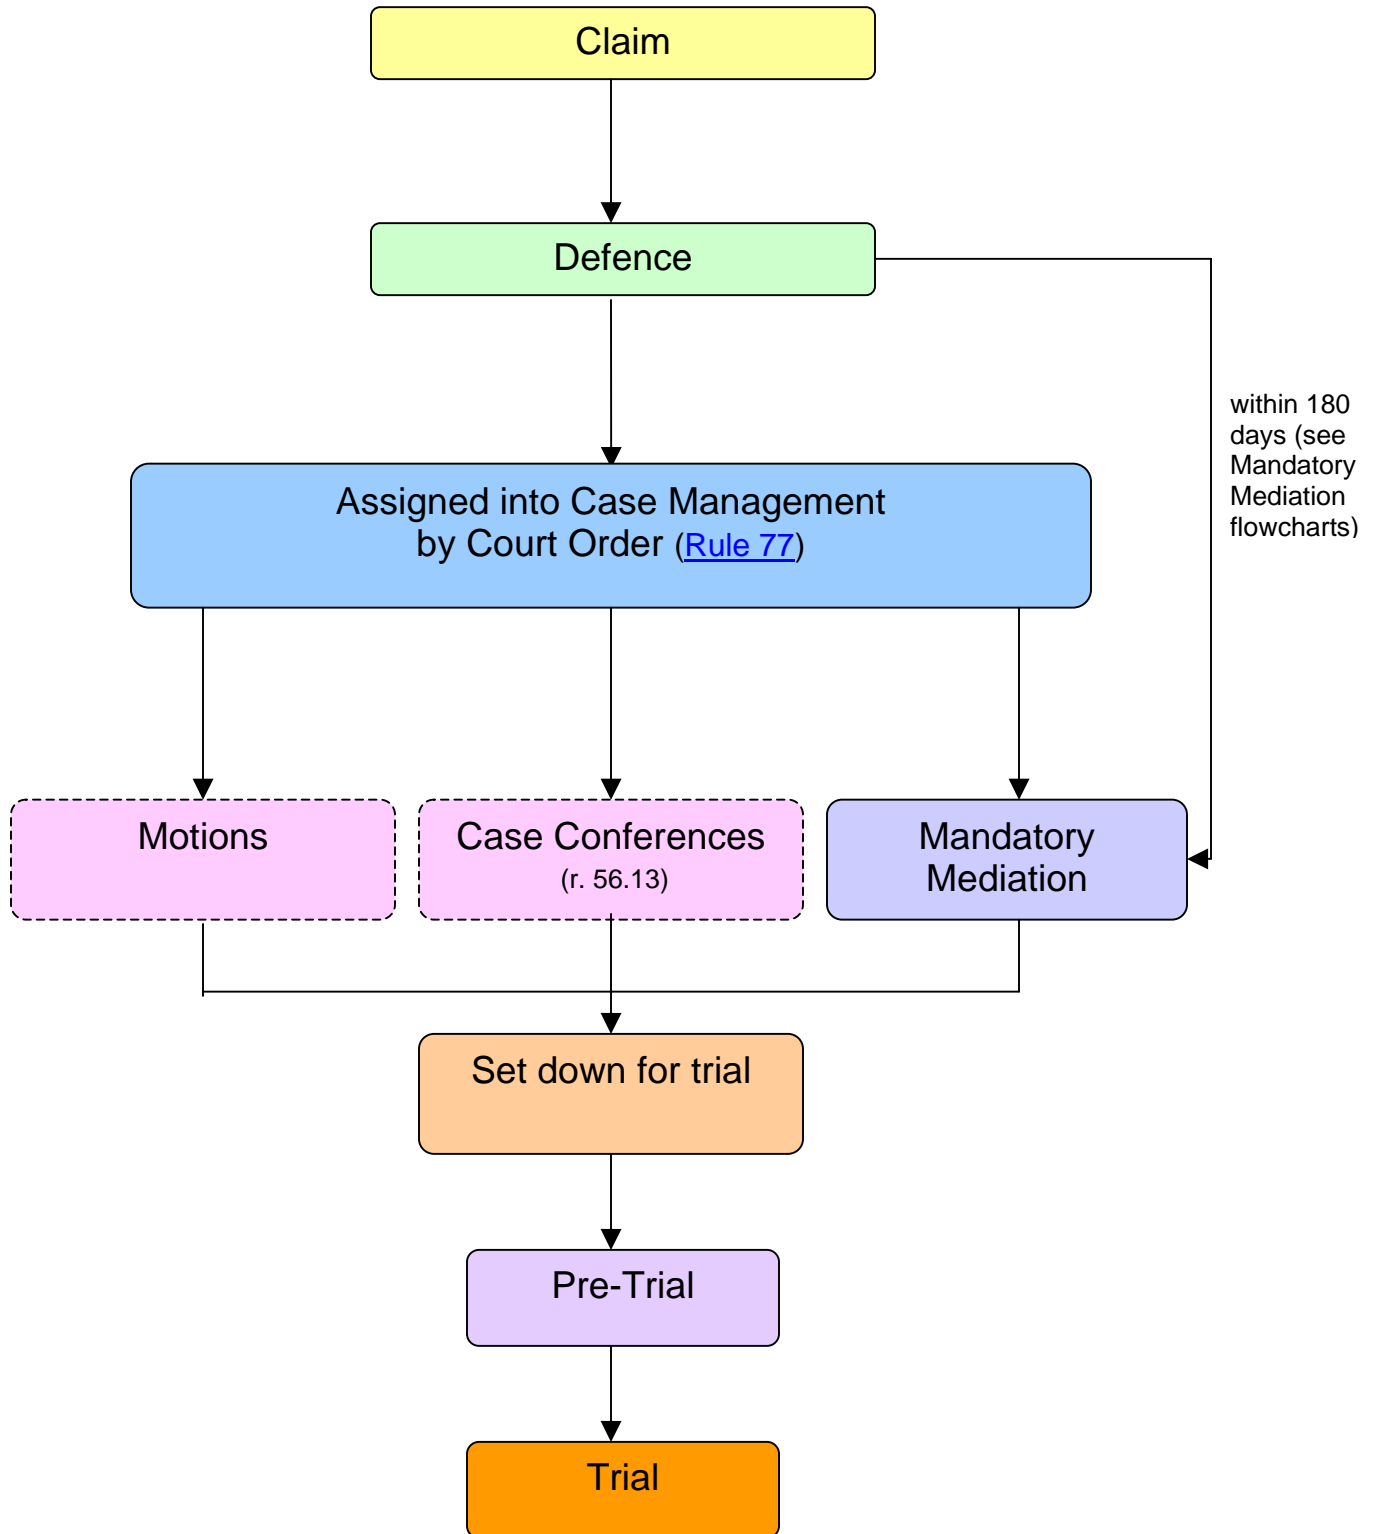 Claim
Defence
within 180
days (see
Mandatory
Mediation
flowcharts)
Assigned into Case Management
by Court Order (Rule 77)
Motions
Case Conferences
(r. 56.13)
Mandatory
Mediation
Set down for trial
Pre-Trial
Trial